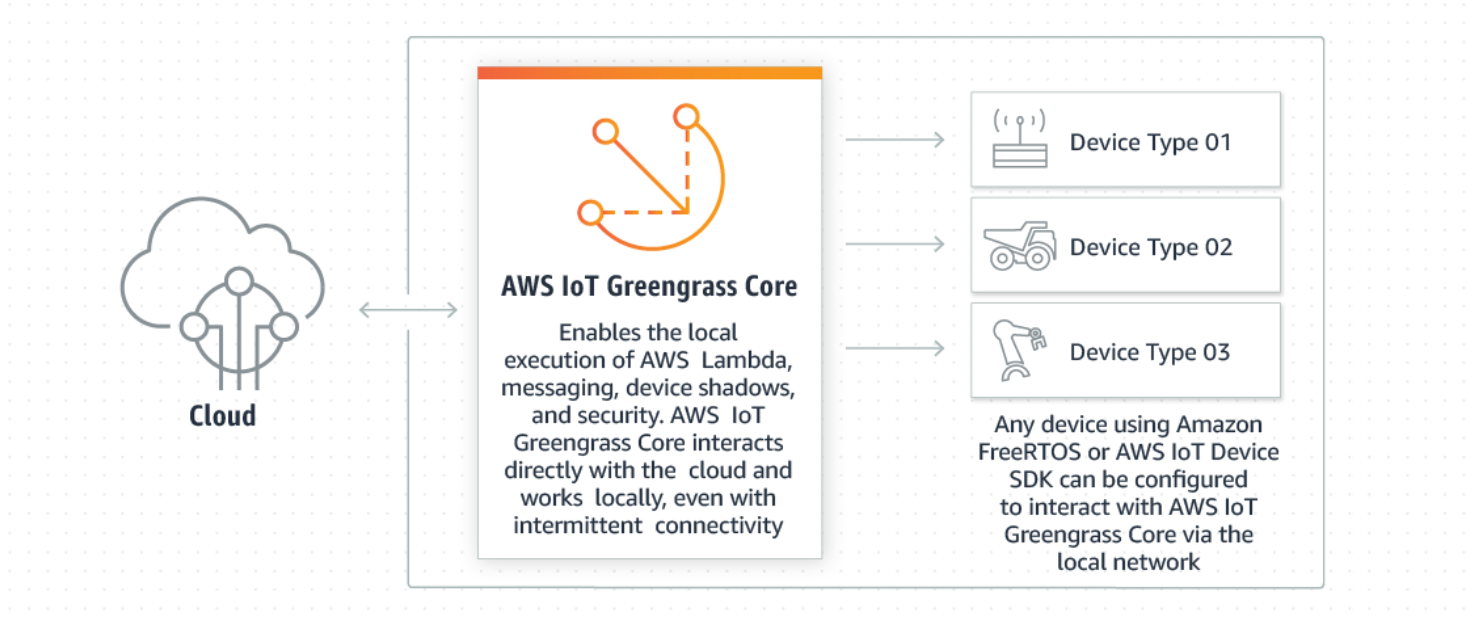 Cloud
AWS IoT Greengrass Core
Enables the local
execution of AWS Lambda,
messaging, device shadows,
and security. AWS IoT
Greengrass Core interacts
directly with the cloud and
works locally, even with
intermittent connectivity
Device Type 01
Device Type 02
Device Type 03
Any device using Amazon
FreeRTOS or AWS IoT Device
SDK can be configured
to interact with AWS IoT
Greengrass Core via the
local network